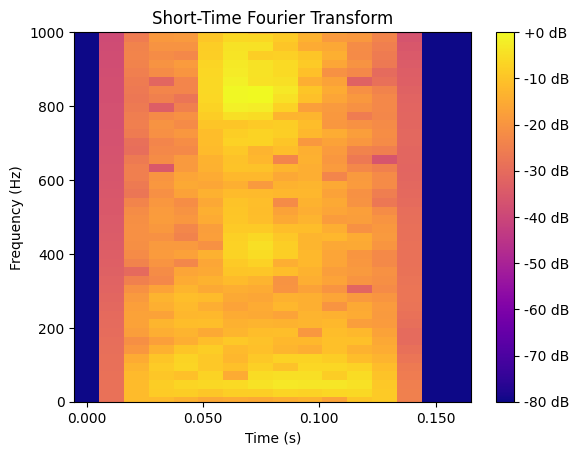 Short-Time Fourier Transform
1000
800
600
400
200
0
Frequency (Hz)
0.000
0.050
0.100
0.150
Time (s)
+0 dB
-10 dB
-20 dB
-30 dB
-40 dB
-50 dB
-60 dB
-70 dB
-80 dB